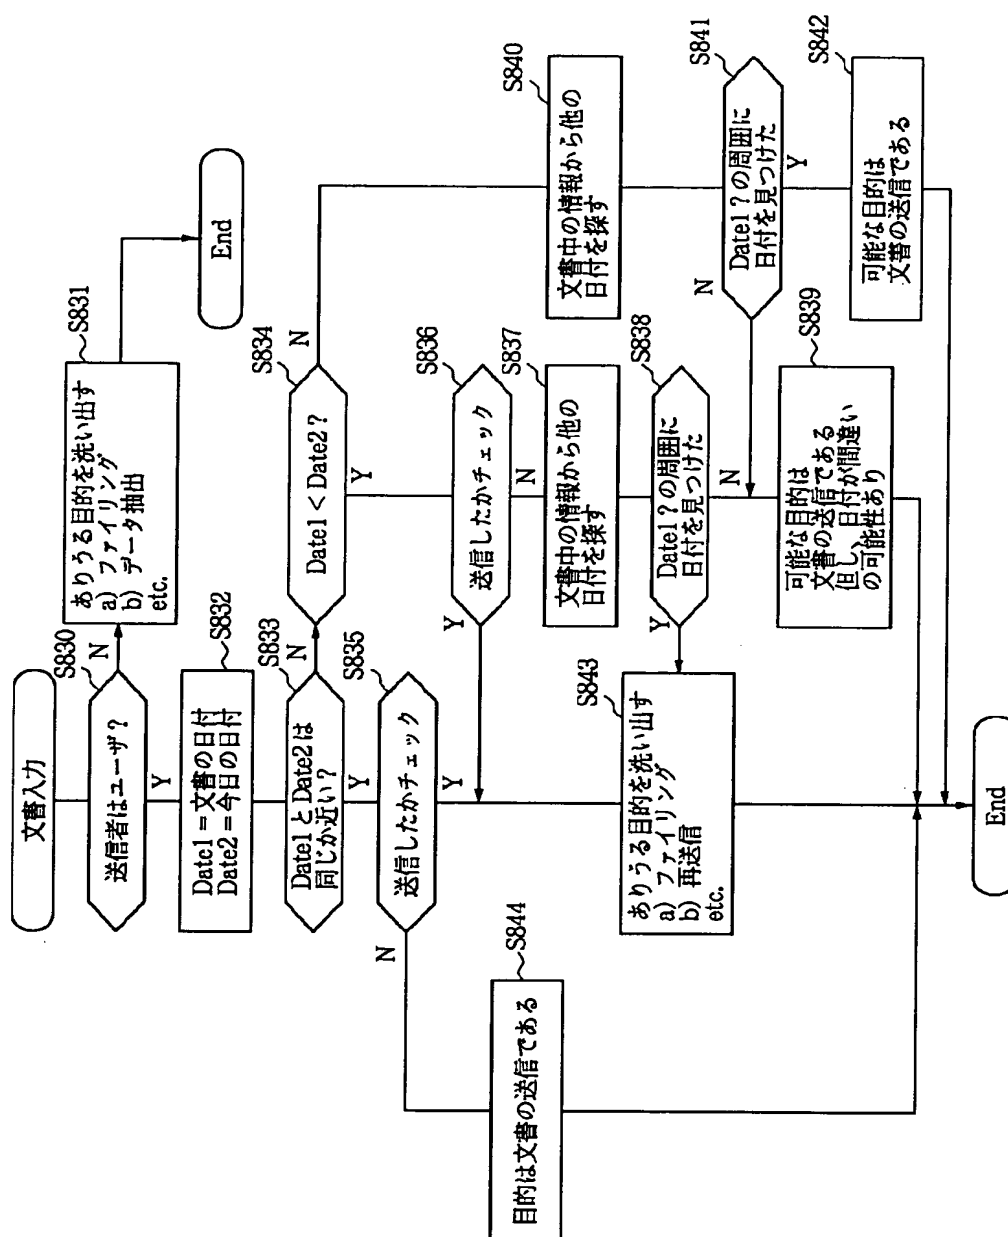 文書入力
S830
送信者はユーザ?
N
Y
S831
ありうる目的を洗い出す
a) ファイリング
b) データ抽出
etc.
End
S832
Date1=文書の日付
Date2=今日の日付
S833
Date1とDate2は
同じか近い?
N
Y
S834
Date1<Date2?
N
Y
S835
送信したかチェック
N
Y
S836
送信したかチェック
Y
N
S837
文書中の情報から他の
日付を探す
S838
Date1?の周囲に
日付を見つけた
Y
N
S839
可能な目的は
文書の送信である
但し、日付が間違い
の可能性あり
S840
文書中の情報から他の
日付を探す
S841
Date1?の周囲に
日付を見つけた
N
Y
S842
可能な目的は
文書の送信である
S843
ありうる目的を洗い出す
a) ファイリング
b) 再送信
etc.
S844
目的は文書の送信である
End